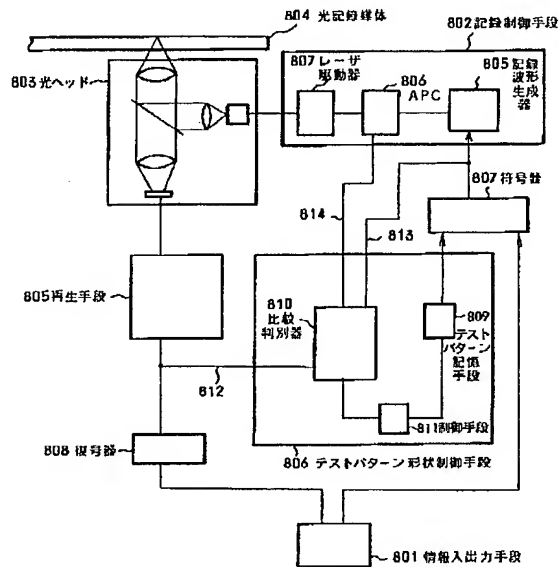 804 光記録媒体
802 記録制御手段
803 光ヘッド
807 レーザ
駆動器
806
APC
805 記録
波形生成器
807 符号器
814
813
805 再生手段
810
比較
判別器
809
テスト
パターン
記憶
手段
812
811 制御手段
808 復号器
806 テストパターン形状制御手段
801 情報入出力手段